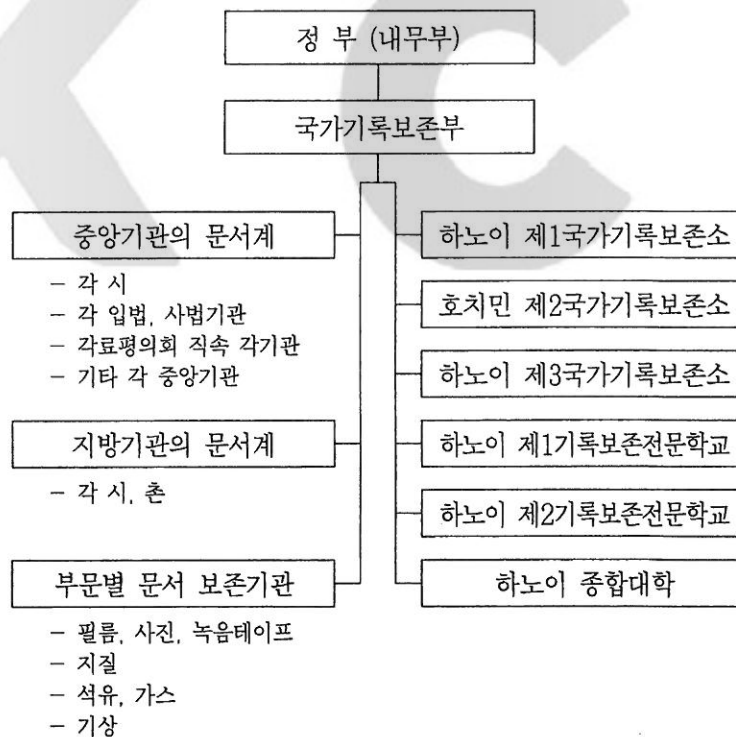 정 부 (내무부)
국가기록보존부
중앙기관의 문서계
- 각 시
- 각 입법, 사법기관
- 각료평의회 직속 각기관
- 기타 각 중앙기관
지방기관의 문서계
- 각 시, 촌
부문별 문서 보존기관
- 필름, 사진, 녹음테이프
- 지질
- 석유, 가스
- 기상
하노이 제1국가기록보존소
호치민 제2국가기록보존소
하노이 제3국가기록보존소
하노이 제1기록보존전문학교
하노이 제2기록보존전문학교
하노이 종합대학